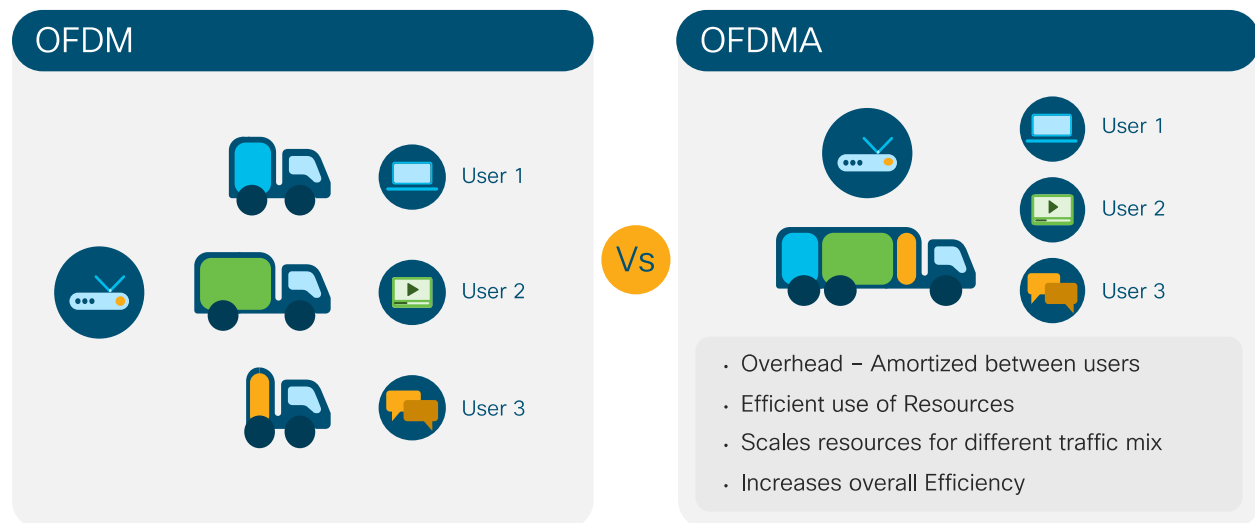 OFDM
User 1
User 2
User 3
Vs
OFDMA
User 1
User 2
User 3
• Overhead – Amortized between users
• Efficient use of Resources
• Scales resources for different traffic mix
• Increases overall Efficiency